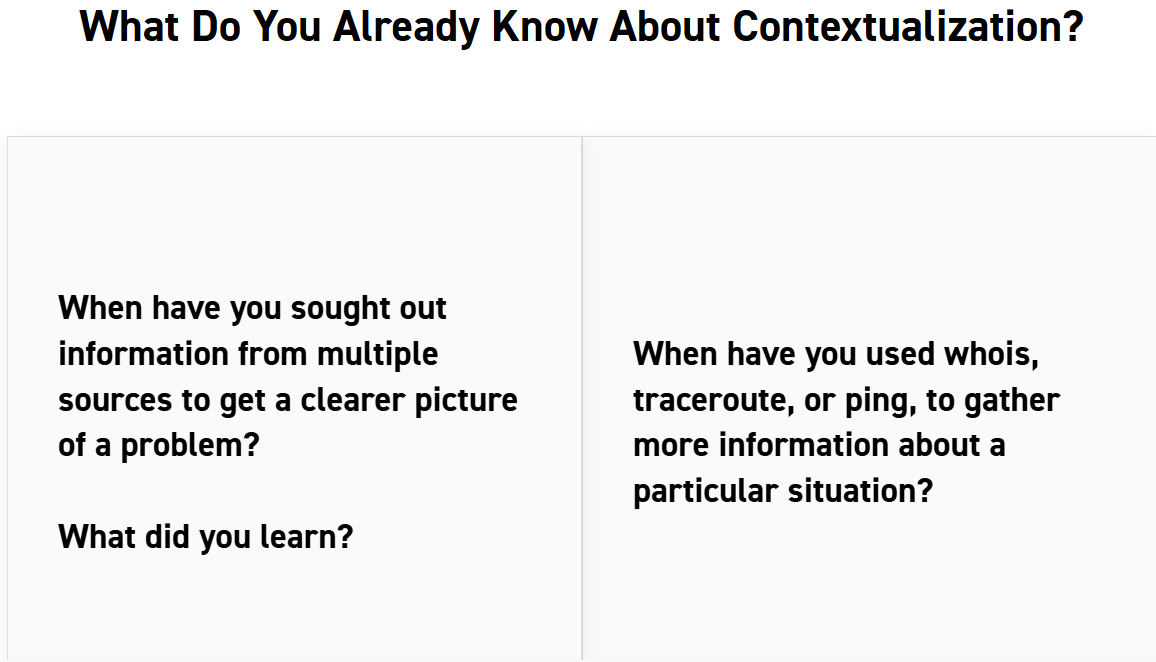 What Do You Already Know About Contextualization?
When have you sought out
information from multiple
sources to get a clearer picture
of a problem?
What did you learn?
When have you used whois,
traceroute, or ping, to gather
more information about a
particular situation?